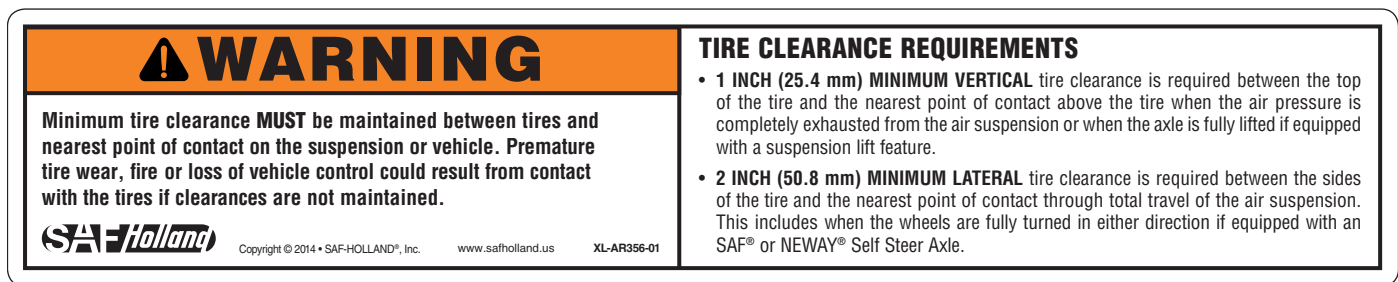 WARNING
Minimum tire clearance MUST be maintained between tires and
nearest point of contact on the suspension or vehicle. Premature
tire wear, fire or loss of vehicle control could result from contact
with the tires if clearances are not maintained.
SAF Holland Copyright © 2014 • SAF-HOLLAND®, Inc. www.safholland.us XL-AR356-01
TIRE CLEARANCE REQUIREMENTS
• 1 INCH (25.4 mm) MINIMUM VERTICAL tire clearance is required between the top
of the tire and the nearest point of contact above the tire when the air pressure is
completely exhausted from the air suspension or when the axle is fully lifted if equipped
with a suspension lift feature.
• 2 INCH (50.8 mm) MINIMUM LATERAL tire clearance is required between the sides
of the tire and the nearest point of contact through total travel of the air suspension.
This includes when the wheels are fully turned in either direction if equipped with an
SAF® or NEWAY® Self Steer Axle.